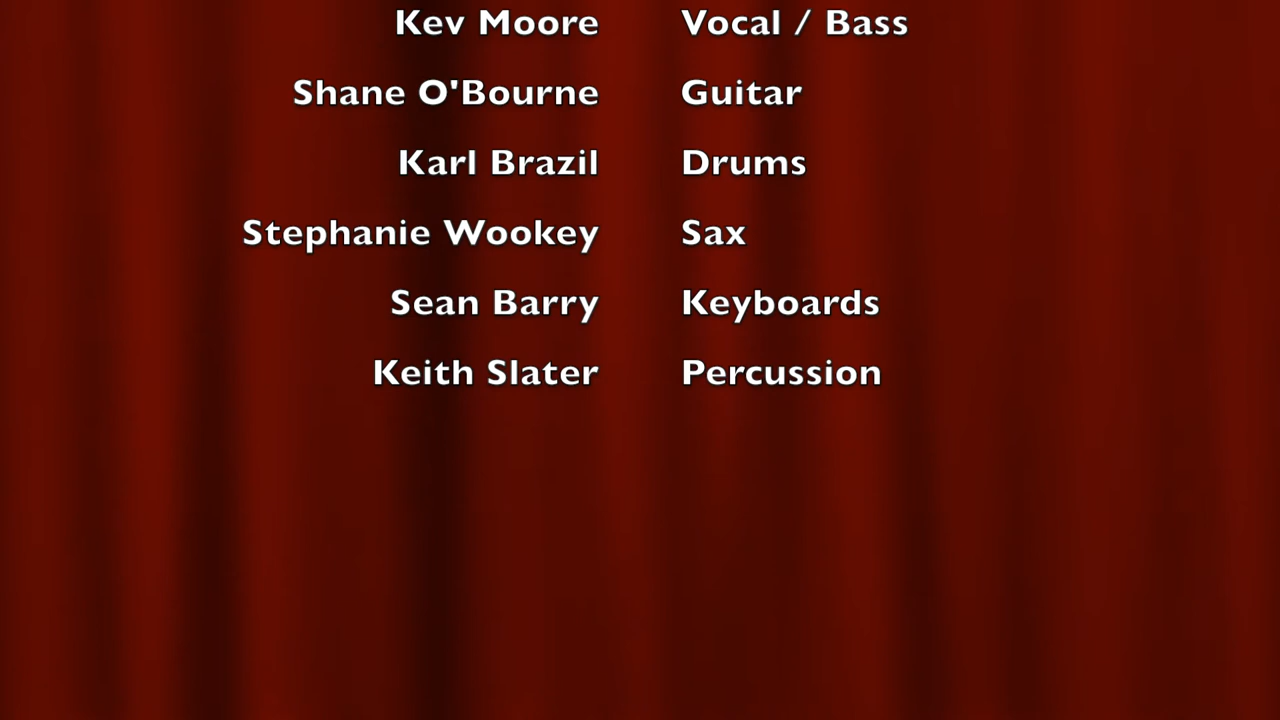 Kev Moore Vocal / Bass
Shane O'Bourne Guitar
Karl Brazil Drums
Stephanie Wookey Sax
Sean Barry Keyboards
Keith Slater Percussion